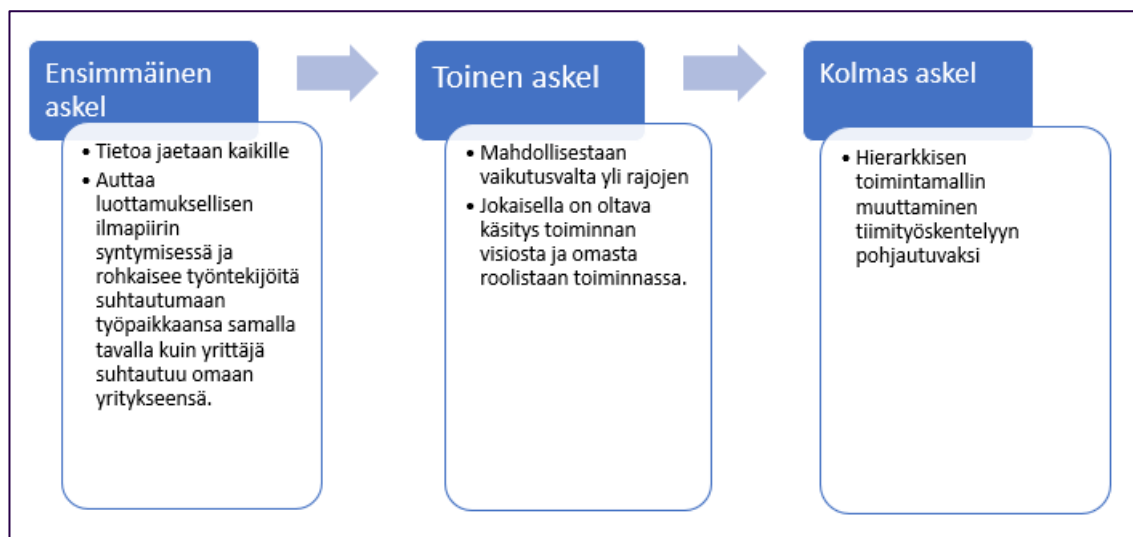 Ensimmäinen
askel
• Tietoa jaetaan kaikille
• Auttaa
luottamuksellisen
ilmapiirin
syntymisessä ja
rohkaisee työntekijöitä
suhtautumaan
työpaikkaansa samalla
tavalla kuin yrittäjä
suhtautuu omaan
yritykseensä.
Toinen askel
• Mahdollisestaan
vaikutusvalta yli rajojen
• Jokaisella on oltava
käsitys toiminnan
visiosta ja omasta
roolistaan toiminnassa.
Kolmas askel
• Hierarkkisen
toimintamallin
muuttaminen
tiimityöskentelyyn
pohjautuvaksi